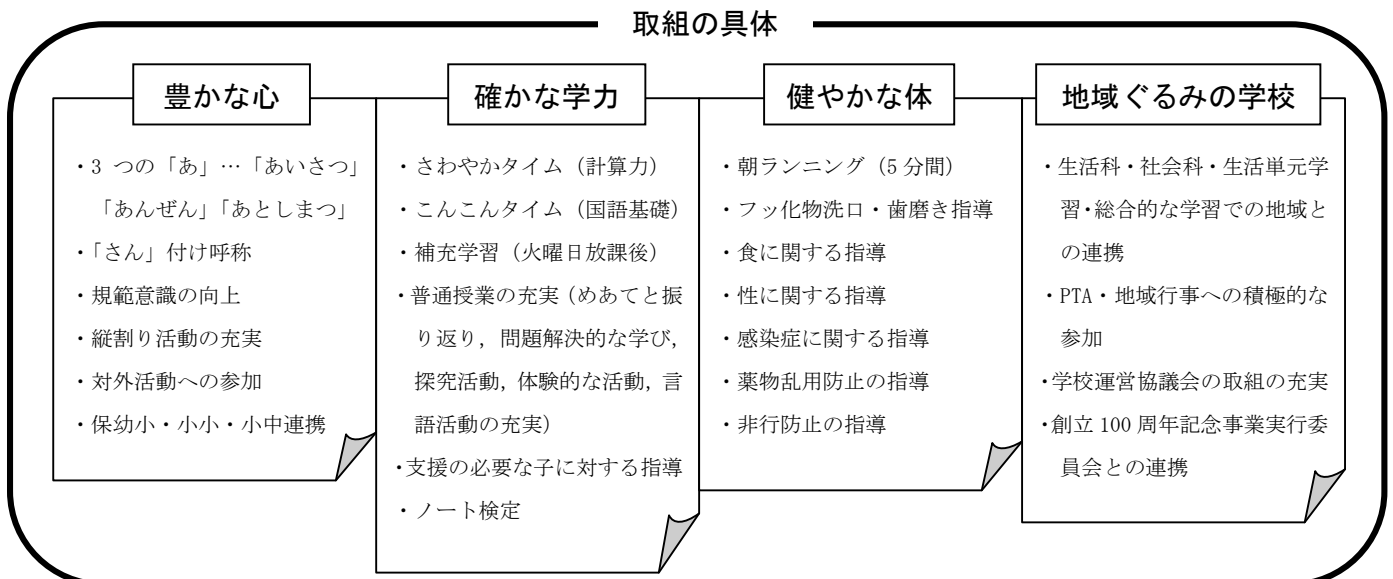 取組の具体
豊かな心
・3 つの「あ」…「あいさつ」
「あんぜん」「あとしまつ」
・「さん」付け呼称
・規範意識の向上
・縦割り活動の充実
・対外活動への参加
・保幼小・小小・小中連携
確かな学力
・さわやかタイム（計算力）
・こんこんタイム（国語基礎）
・補充学習（火曜日放課後）
・普通授業の充実（めあてと振
り返り，問題解決的な学び，
探究活動，体験的な活動，言
語活動の充実）
・支援の必要な子に対する指導
・ノート検定
健やかな体
・朝ランニング（5 分間）
・フッ化物洗口・歯磨き指導
・食に関する指導
・性に関する指導
・感染症に関する指導
・薬物乱用防止の指導
・非行防止の指導
地域ぐるみの学校
・生活科・社会科・生活単元学
習・総合的な学習での地域と
の連携
・PTA・地域行事への積極的な
参加
・学校運営協議会の取組の充実
・創立 100 周年記念事業実行委
員会との連携